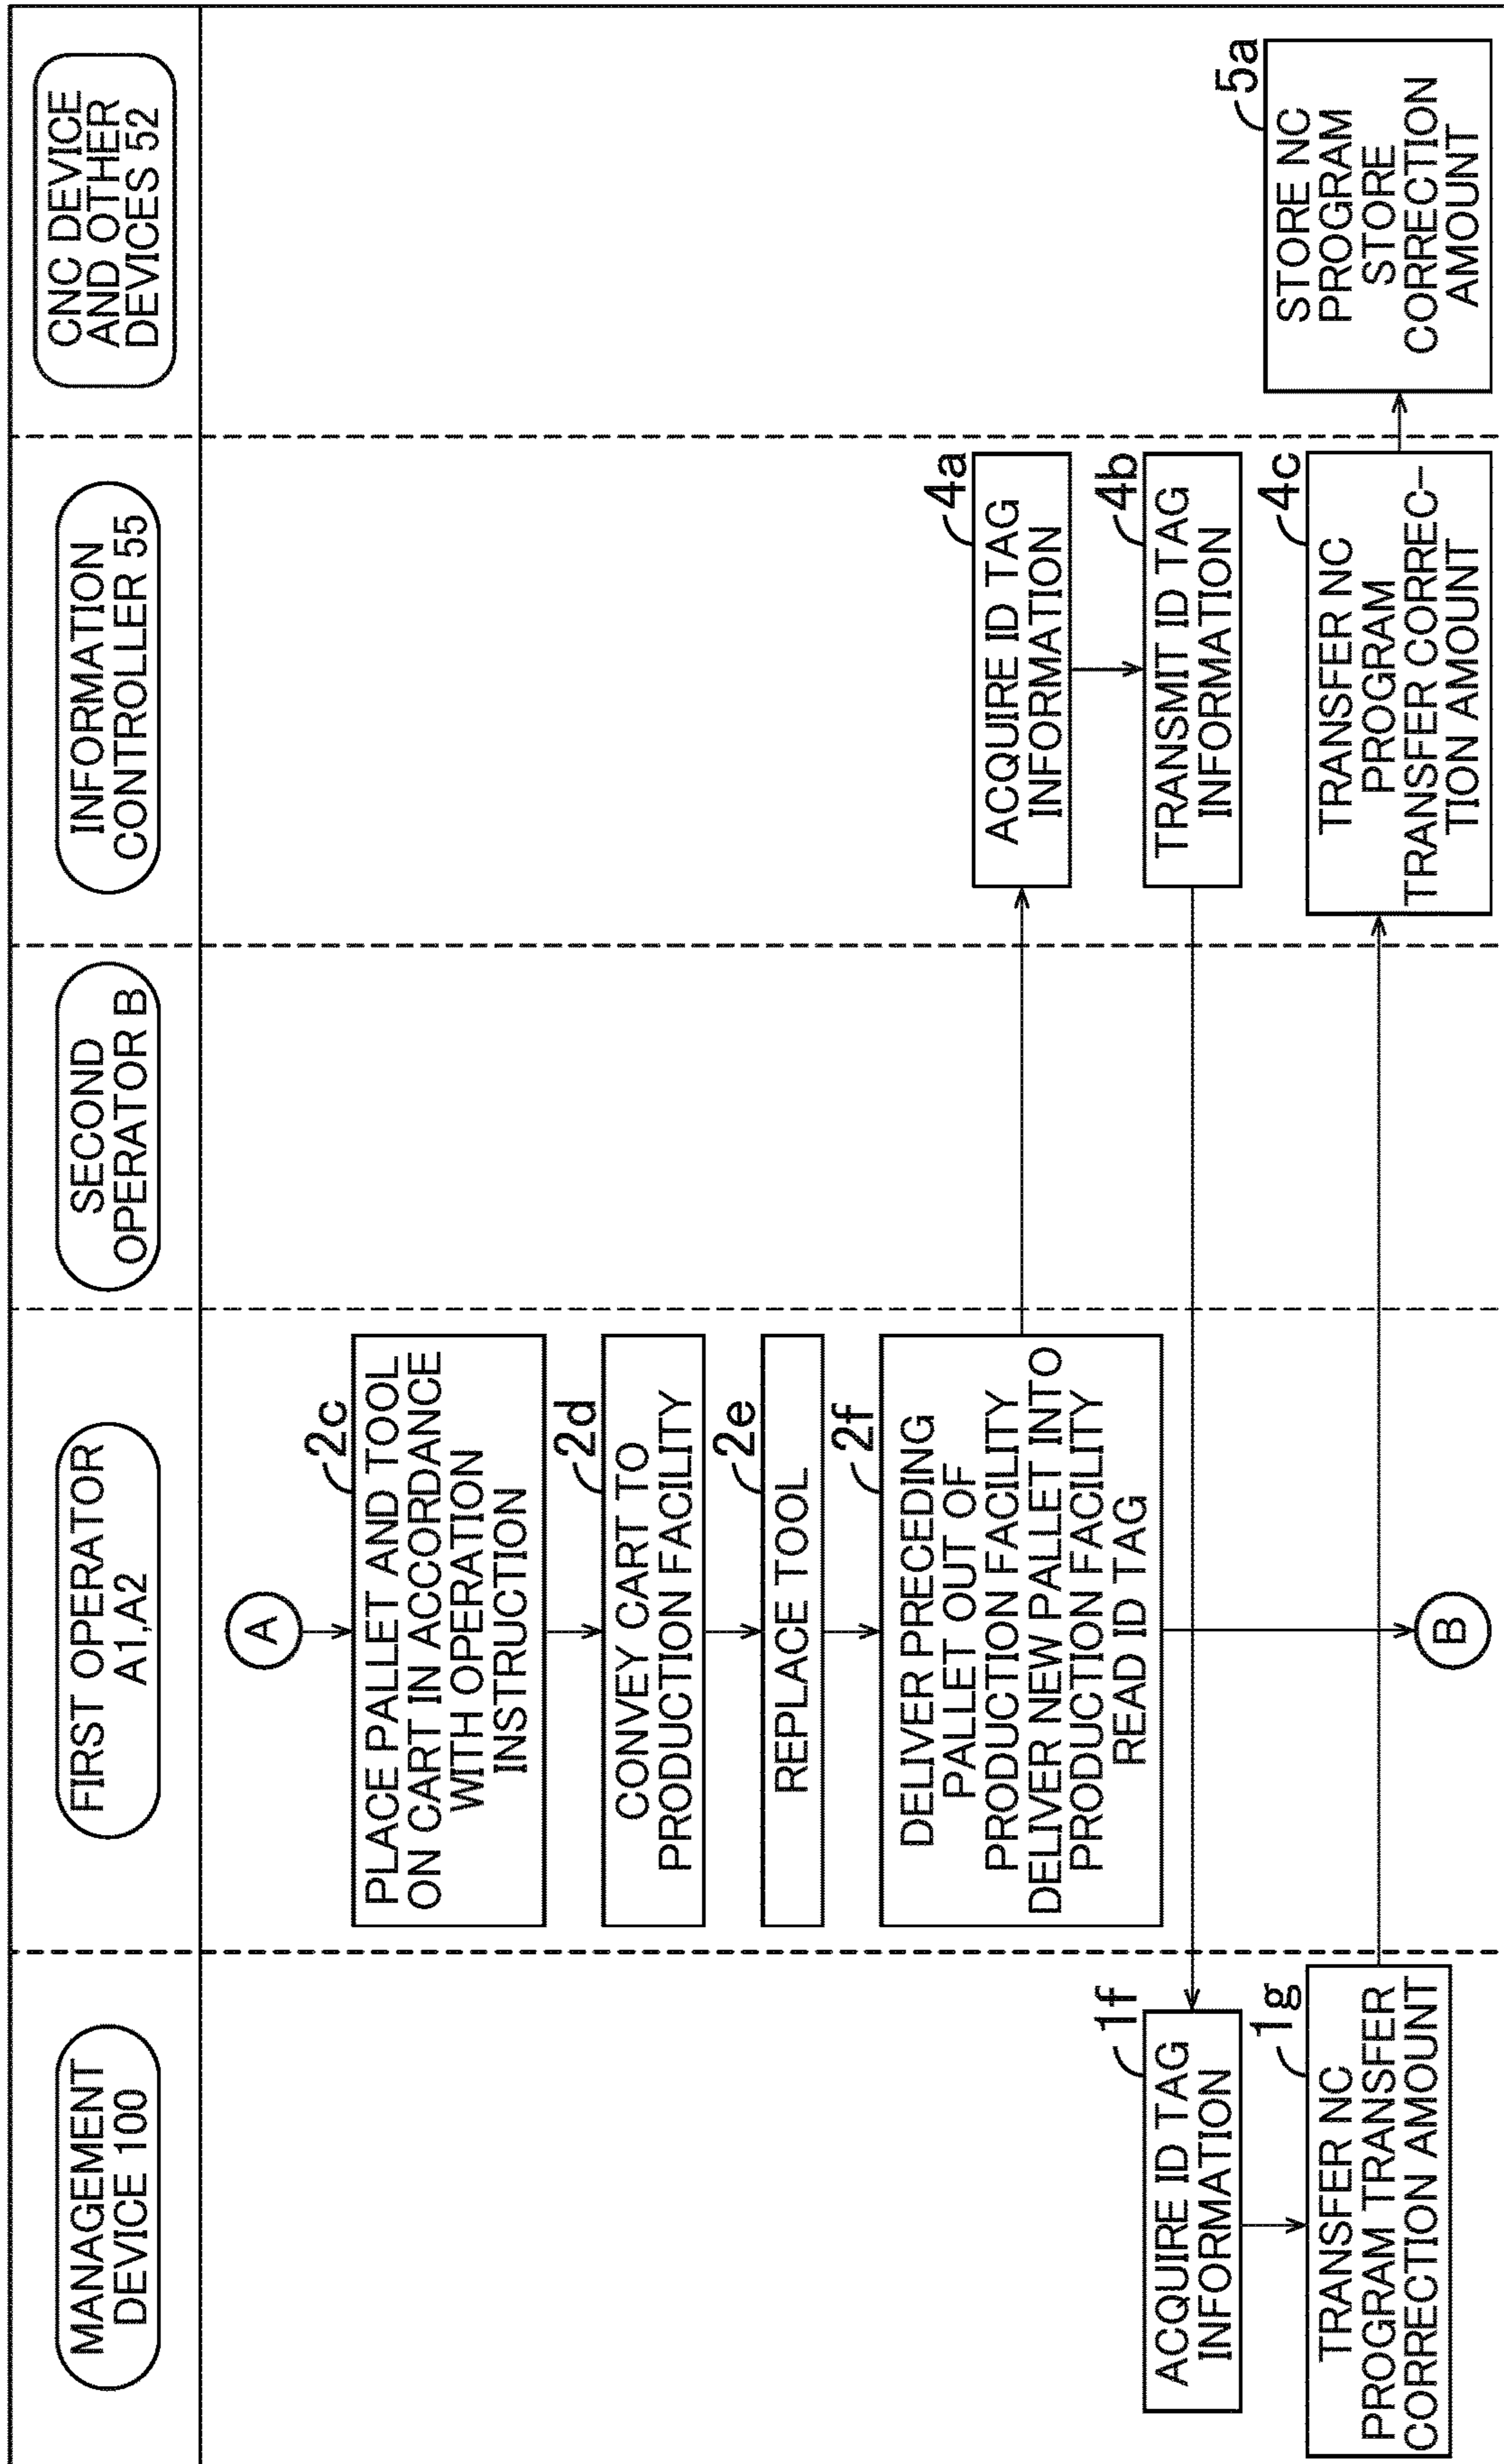 MANAGEMENT
DEVICE 100
FIRST OPERATOR
A1,A2
SECOND
OPERATOR B
INFORMATION
CONTROLLER 55
CNC DEVICE
AND OTHER
DEVICES 52
A
2c
PLACE PALLET AND TOOL
ON CART IN ACCORDANCE
WITH OPERATION
INSTRUCTION
2d
CONVEY CART TO
PRODUCTION FACILITY
2e
REPLACE TOOL
2f
DELIVER PRECEDING
PALLET OUT OF
PRODUCTION FACILITY
DELIVER NEW PALLET INTO
PRODUCTION FACILITY
READ ID TAG
4a
ACQUIRE ID TAG
INFORMATION
4b
TRANSMIT ID TAG
INFORMATION
1f
ACQUIRE ID TAG
INFORMATION
1g
TRANSFER NC
PROGRAM TRANSFER
CORRECTION AMOUNT
4c
TRANSFER NC
PROGRAM
TRANSFER CORREC-
TION AMOUNT
5a
STORE NC
PROGRAM
STORE
CORRECTION
AMOUNT
B